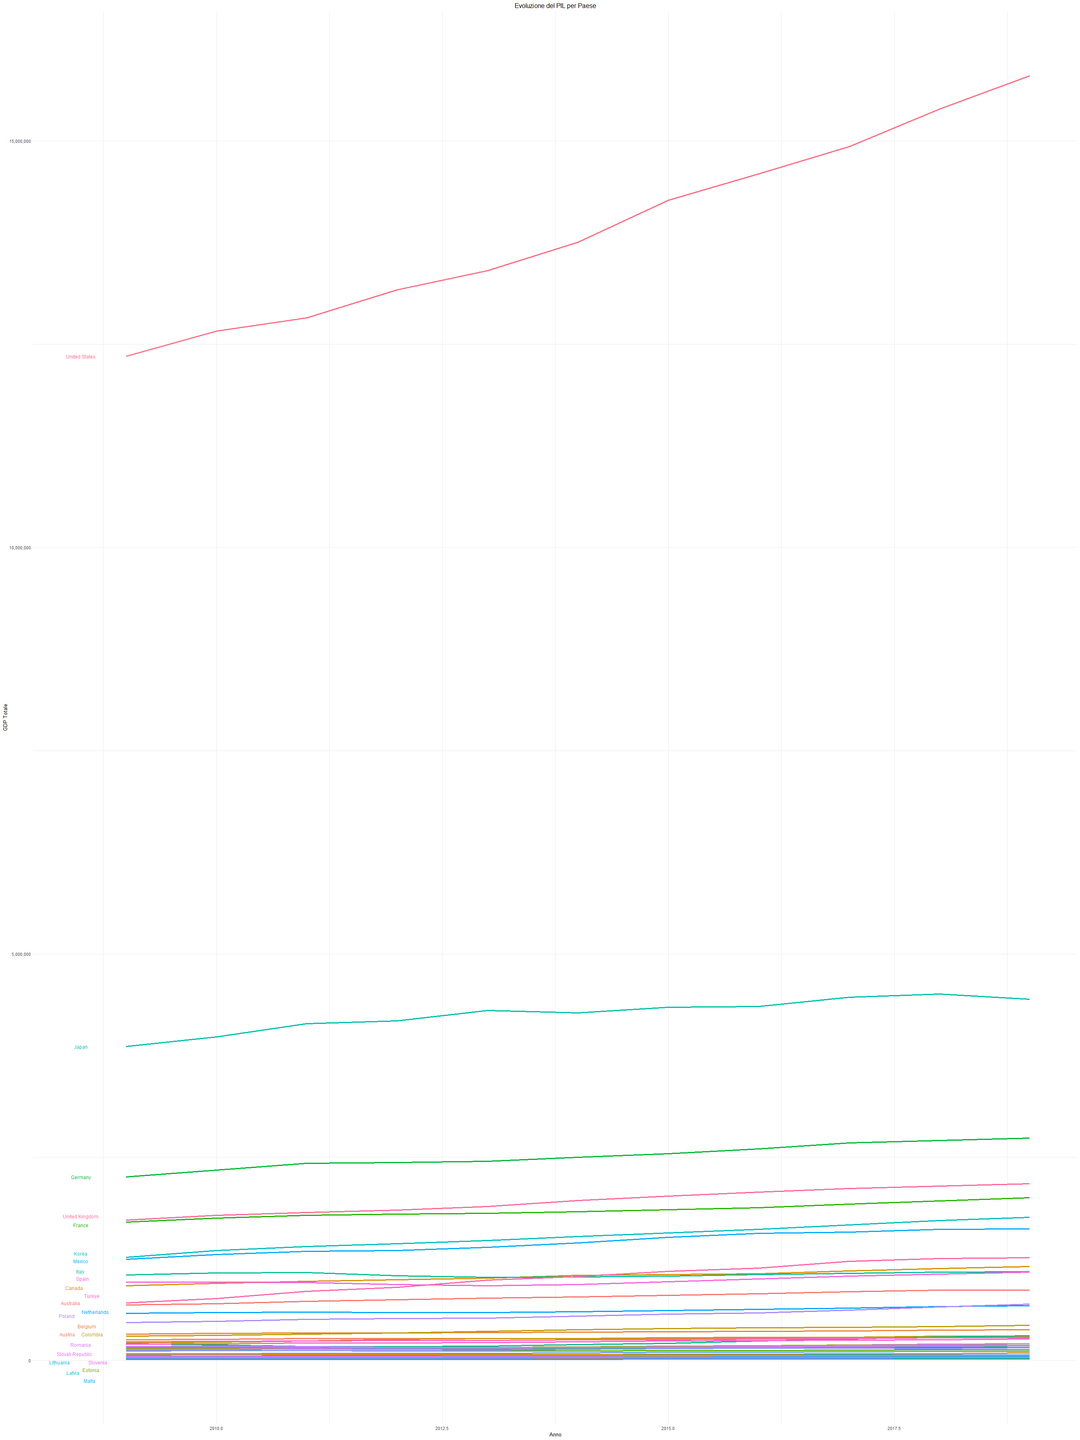 Evoluzione del PIL per Paese
15,000,000
United States
10,000,000
GDP Totale
5,000,000
Japan
Germany
United Kingdom
France
Korea
Mexico
Italy
Spain
Canada
Türkiye
Australia
Netherlands
Poland
Belgium
Austria Colombia
Romania
Slovak Republic
Lithuania Slovenia
0
Estonia
Latvia
Malta
2010.0 2012.5 2015.0 2017.5
Anno